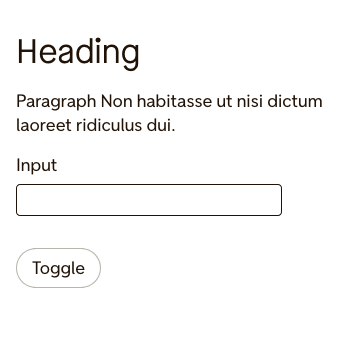 Heading
Paragraph Non habitasse ut nisi dictum
laoreet ridiculus dui.
Input
Toggle